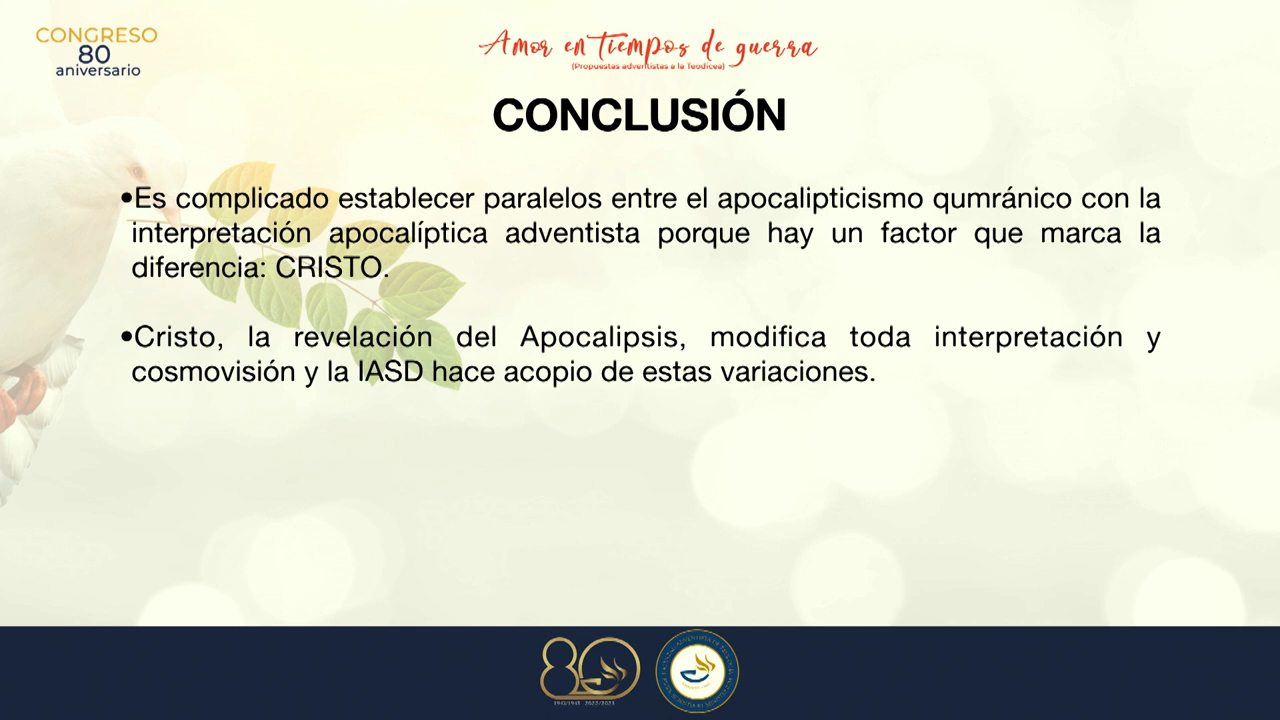 CONGRESO
80
aniversario
Amor en Tiempos de guerra
(Propuestas adventistas a la Teodicea)
CONCLUSIÓN
•Es complicado establecer paralelos entre el apocalipticismo qumránico con la
interpretación apocalíptica adventista porque hay un factor que marca la
diferencia: CRISTO.
•Cristo, la revelación del Apocalipsis, modifica toda interpretación y
cosmovisión y la IASD hace acopio de estas variaciones.
80